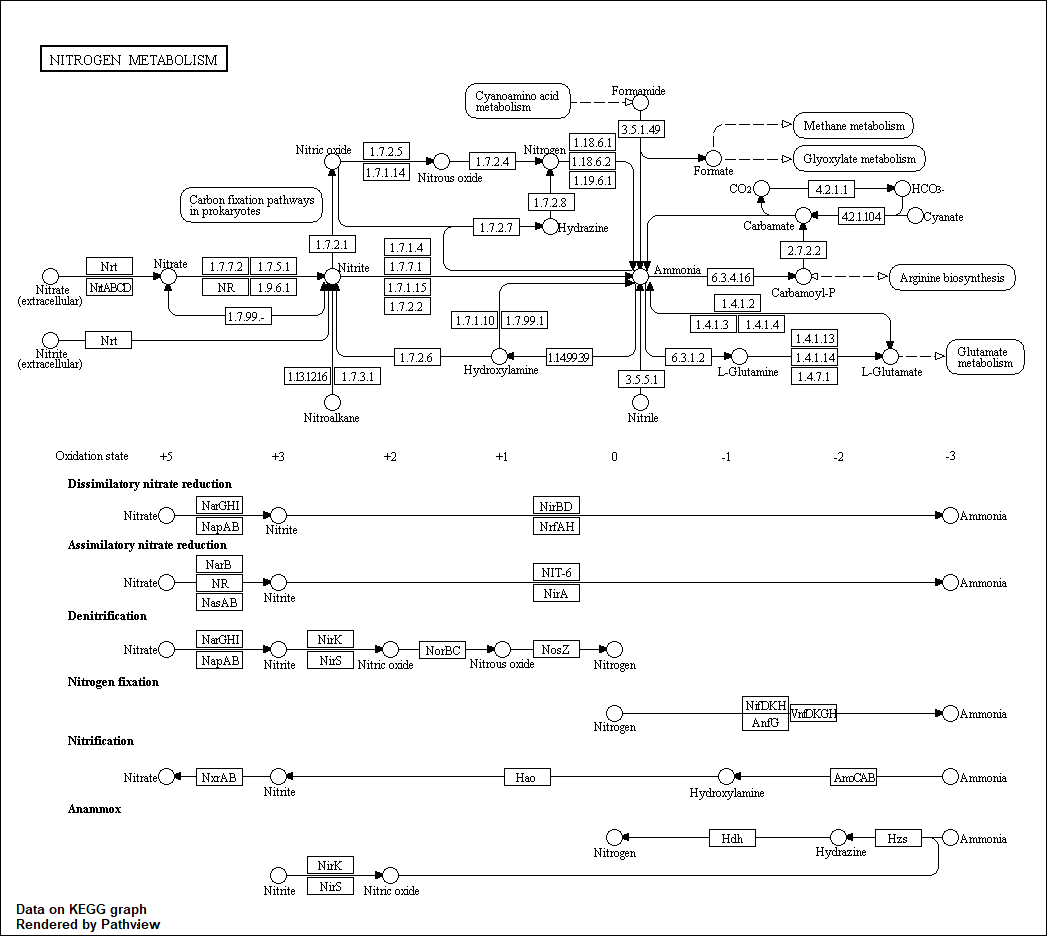 NITROGEN METABOLISM
Cyanoamino acid
metabolism
Formamide
3.5.1.49
Methane metabolism
Nitric oxide
1.7.2.5
1.7.1.14
Nitrous oxide
1.7.2.4
Nitrogen
1.18.6.1
1.18.6.2
1.19.6.1
Formate
Glyoxylate metabolism
Carbon fixation pathways
in prokaryotes
1.7.2.8
1.7.2.7
Hydrazine
CO2
4.2.1.1
HCO3-
Carbamate
4.2.1.104
Cyanate
1.7.2.1
2.7.2.2
Nrt
NrtABCD
Nitrate
(extracellular)
Nitrate
1.7.7.2
1.7.5.1
NR
1.9.6.1
Nitrite
1.7.1.4
1.7.7.1
1.7.1.15
1.7.2.2
Ammonia
6.3.4.16
Carbamoyl-P
Arginine biosynthesis
1.7.99.-
Nrt
Nitrite
(extracellular)
1.7.1.10
1.7.99.1
1.4.1.2
1.4.1.3
1.4.1.4
1.7.2.6
Hydroxylamine
1.14.99.39
6.3.1.2
L-Glutamine
1.4.1.13
1.4.1.14
1.4.7.1
L-Glutamate
Glutamate
metabolism
1.13.12.16
1.7.3.1
3.5.5.1
Nitroalkane
Nitrile
Oxidation state +5 +3 +2 +1 0 -1 -2 -3
Dissimilatory nitrate reduction
NarGHI NirBD
Nitrate Ammonia
NapAB Nitrite NrfAH
Assimilatory nitrate reduction
NarB NIT-6
Nitrate NR Ammonia
NasAB Nitrite NirA
Denitrification
NarGHI NirK
Nitrate NorBC NosZ
NapAB Nitrite NirS Nitric oxide Nitrous oxide Nitrogen
Nitrogen fixation
NifDKH VnfDKGH Ammonia
Nitrogen AnfG
Nitrification
Nitrate NxrAB Hao AmoCAB Ammonia
Nitrite Hydroxylamine
Anammox
Hdh Hzs Ammonia
Nitrogen Hydrazine
NirK
Nitrite NirS Nitric oxide
Data on KEGG graph
Rendered by Pathview